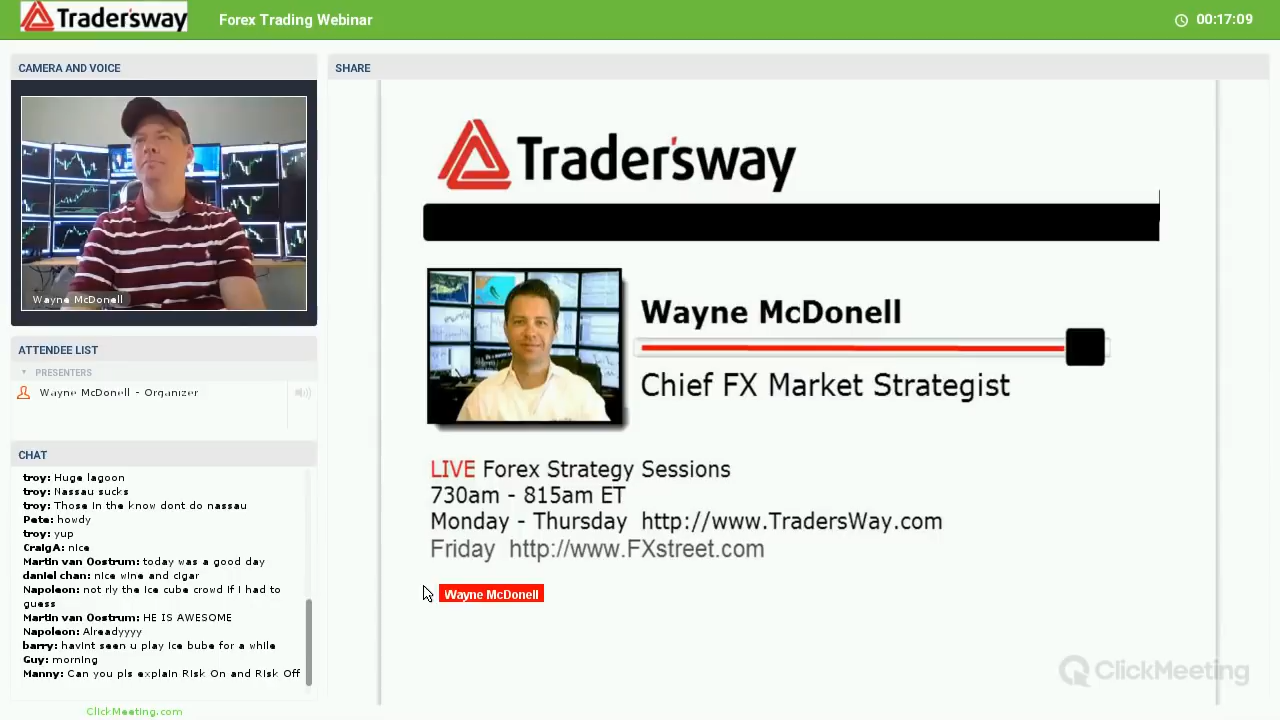 Trader'sway
Forex Trading Webinar
00:17:09
CAMERA AND VOICE
Wayne McDonell
ATTENDEE LIST
PRESENTERS
Wayne McDonell - Organizer
CHAT
troy: Huge lagoon
troy: Nassau sucks
troy: Those in the know dont do nassau
Pete: howdy
troy: yup
CraigA: nice
Martin van Oostrum: today was a good day
daniel chan: nice wine and cigar
Napoleon: not rly the ice cube crowd if I had to
guess
Martin van Oostrum: HE IS AWESOME
Napoleon: Alreadyyyy
barry: havint seen u play ice bube for a while
Guy: morning
Manny: Can you pls explain Risk On and Risk Off
ClickMeeting.com
SHARE
Trader'sway
Wayne McDonell
Chief FX Market Strategist
LIVE Forex Strategy Sessions
730am - 815am ET
Monday - Thursday http://www.TradersWay.com
Friday http://www.FXstreet.com
Wayne McDonell
ClickMeeting